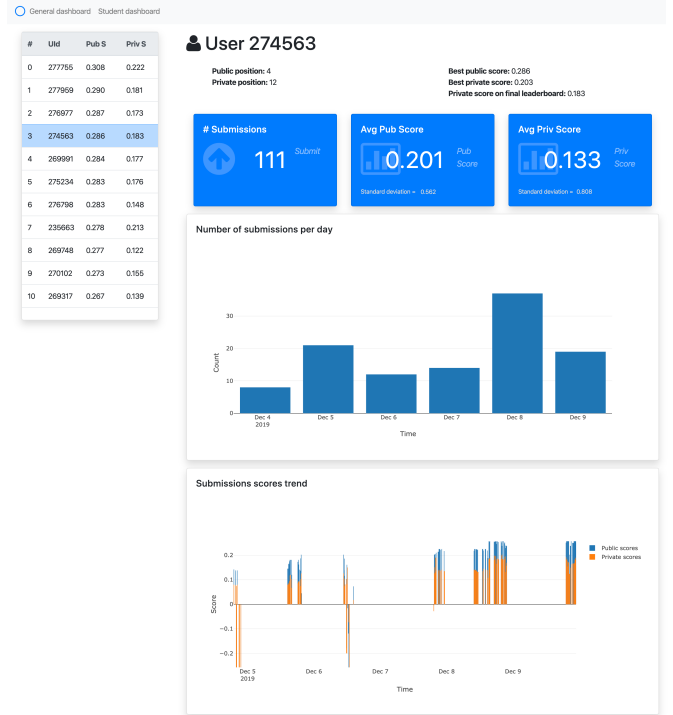 General dashboard Student dashboard
# UId Pub S Priv S
0 277755 0.308 0.222
1 277959 0.290 0.181
2 276977 0.287 0.173
3 274563 0.286 0.183
4 269991 0.284 0.177
5 275234 0.283 0.176
6 276798 0.283 0.148
7 235663 0.278 0.213
8 269748 0.277 0.122
9 270102 0.273 0.155
10 269317 0.267 0.139
User 274563
Public position: 4
Private position: 12
Best public score: 0.286
Best private score: 0.203
Private score on final leaderboard: 0.183
# Submissions
111 Submit
Avg Pub Score
0.201 Pub Score
Standard deviation = 0.562
Avg Priv Score
0.133 Priv Score
Standard deviation = 0.808
Number of submissions per day
30
20
10
0
Count
Dec 4 Dec 5 Dec 6 Dec 7 Dec 8 Dec 9
2019
Time
Submissions scores trend
Public scores
Private scores
0.2
0.1
0
−0.1
−0.2
Score
Dec 5 Dec 6 Dec 7 Dec 8 Dec 9
2019
Time